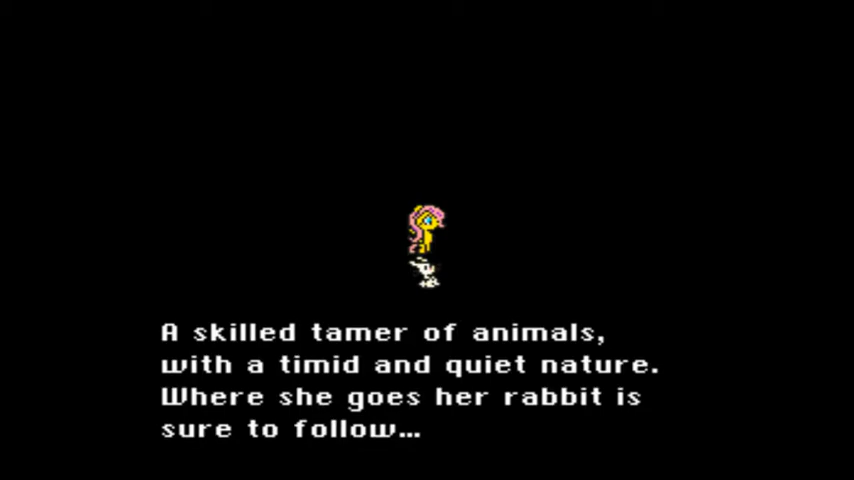 A skilled tamer of animals,
with a timid and quiet nature.
Where she goes her rabbit is
sure to follow...